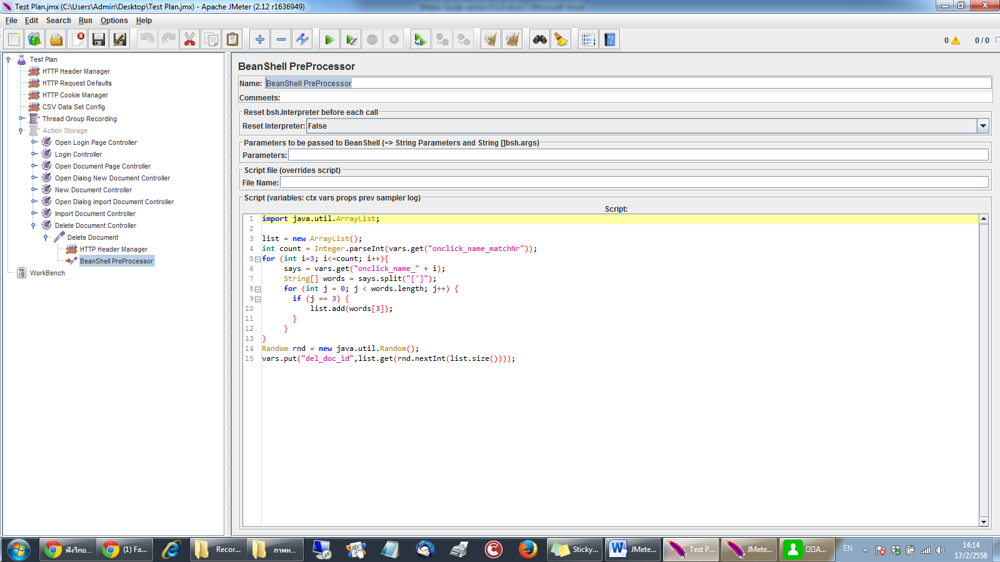 Test Plan.jmx (C:\Users\Admin\Desktop\Test Plan.jmx) - Apache JMeter (2.12 r1636949)
File Edit Search Run Options Help
0 0 / 0
Test Plan
HTTP Header Manager
HTTP Request Defaults
HTTP Cookie Manager
CSV Data Set Config
Thread Group Recording
Action Storage
Open Login Page Controller
Login Controller
Open Document Page Controller
Open Dialog New Document Controller
New Document Controller
Open Dialog import Document Controller
Import Document Controller
Delete Document Controller
Delete Document
HTTP Header Manager
BeanShell PreProcessor
WorkBench
BeanShell PreProcessor
Name: BeanShell PreProcessor
Comments:
Reset bsh.Interpreter before each call
Reset Interpreter: False
Parameters to be passed to BeanShell (=> String Parameters and String []bsh.args)
Parameters:
Script file (overrides script)
File Name:
Script (variables: ctx vars props prev sampler log)
Script:
1 import java.util.ArrayList;
2
3 list = new ArrayList();
4 int count = Integer.parseInt(vars.get("onclick_name_matchNr"));
5 for (int i=3; i<=count; i++){
6 says = vars.get("onclick_name_" + i);
7 String[] words = says.split("[']");
8 for (int j = 0; j < words.length; j++) {
9 if (j == 3) {
10 list.add(words[3]);
11 }
12 }
13 }
14 Random rnd = new java.util.Random();
15 vars.put("del_doc_id",list.get(rnd.nextInt(list.size())));
ฟังวิทย... (1) Fa... Recor... ภาพห... Sticky... JMete... Test P... JMete... A... EN 14:14
17/2/2558